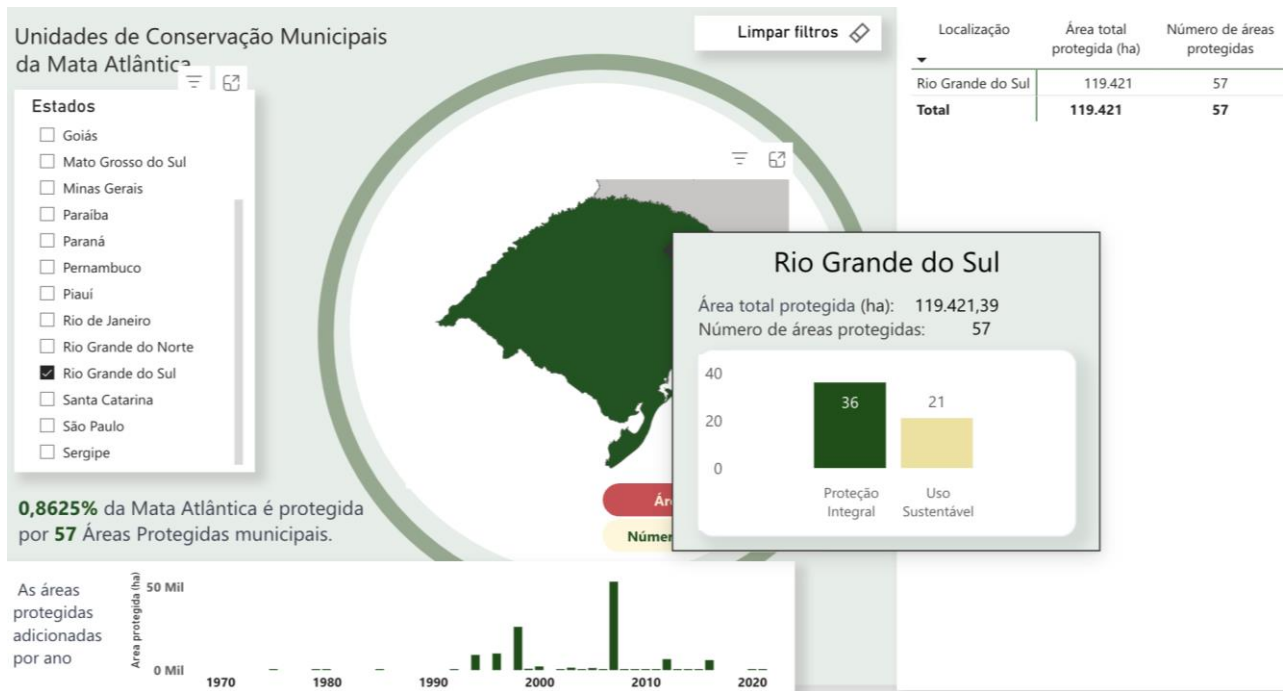 Unidades de Conservação Municipais
da Mata Atlântica
Limpar filtros
Estados
Goiás
Mato Grosso do Sul
Minas Gerais
Paraíba
Paraná
Pernambuco
Piauí
Rio de Janeiro
Rio Grande do Norte
Rio Grande do Sul
Santa Catarina
São Paulo
Sergipe
0,8625% da Mata Atlântica é protegida
por 57 Áreas Protegidas municipais.
Rio Grande do Sul
Área total protegida (ha): 119.421,39
Número de áreas protegidas: 57
40
20
0
36
21
Proteção
Integral
Uso
Sustentável
Localização
Área total
protegida (ha)
Número de áreas
protegidas
Rio Grande do Sul 119.421 57
Total 119.421 57
As áreas
protegidas
adicionadas
por ano
Area protegida (ha)
50 Mil
0 Mil
1970 1980 1990 2000 2010 2020